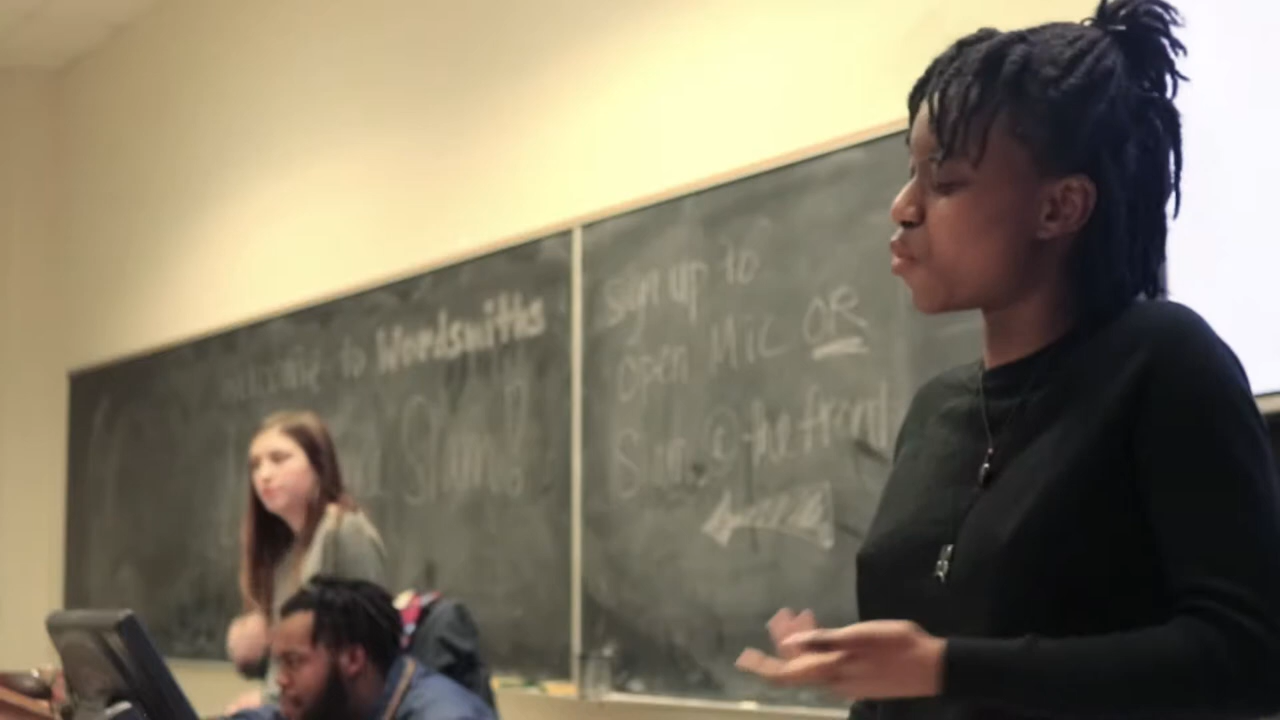 welcome to Wordsmiths
Slam!
sign up to
open Mic OR
Slam @ the front